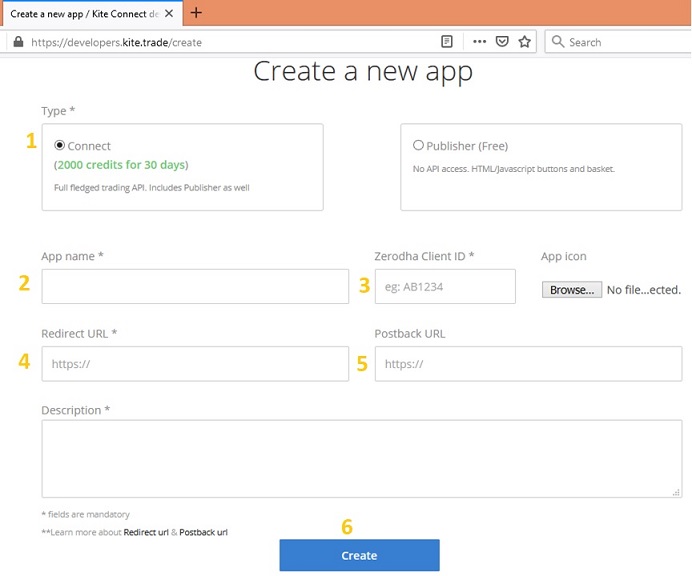 Create a new app / Kite Connect de
https://developers.kite.trade/create
Search
Create a new app
Type *
1
Connect
(2000 credits for 30 days)
Full fledged trading API. Includes Publisher as well
Publisher (Free)
No API access. HTML/Javascript buttons and basket.
App name *
Zerodha Client ID *
App icon
2
3
eg: AB1234
Browse...
No file...ected.
Redirect URL *
Postback URL
4
https://
5
https://
Description *
* fields are mandatory
**Learn more about Redirect url & Postback url
6
Create